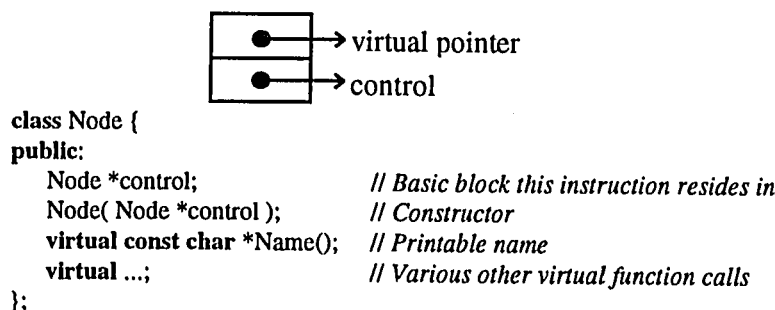 virtual pointer
control
class Node {
public:
Node *control; // Basic block this instruction resides in
Node( Node *control ); // Constructor
virtual const char *Name(); // Printable name
virtual ...; // Various other virtual function calls
};